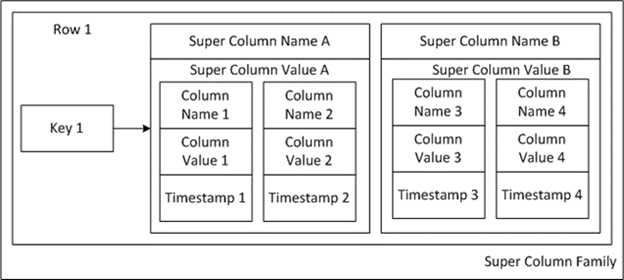 Row 1
Key 1
Super Column Name A
Super Column Value A
Column
Name 1
Column
Value 1
Timestamp 1
Column
Name 2
Column
Value 2
Timestamp 2
Super Column Name B
Super Column Value B
Column
Name 3
Column
Value 3
Timestamp 3
Column
Name 4
Column
Value 4
Timestamp 4
Super Column Family